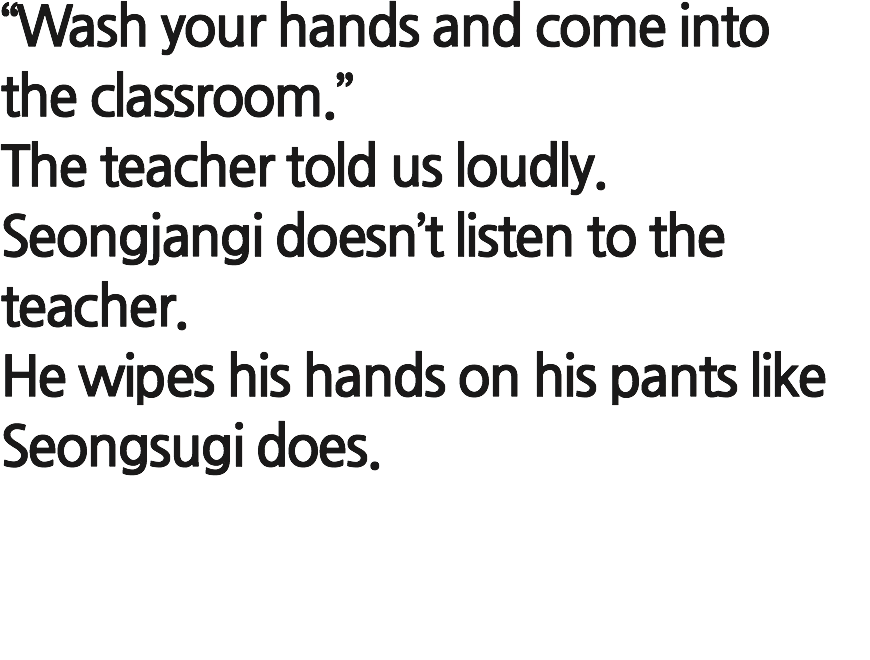 “Wash your hands and come into
the classroom.”
The teacher told us loudly.
Seongjangi doesn’t listen to the
teacher.
He wipes his hands on his pants like
Seongsugi does.